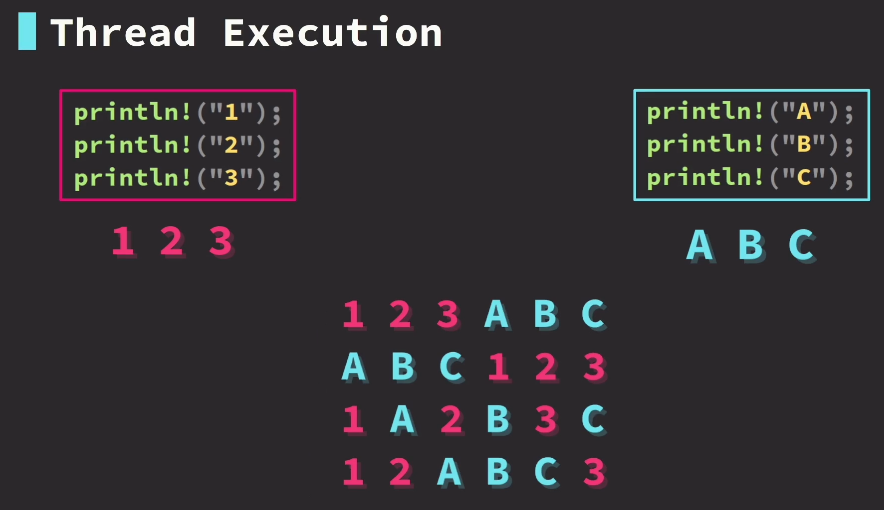 Thread Execution
println!("1");
println!("2");
println!("3");
1 2 3
println!("A");
println!("B");
println!("C");
A B C
1 2 3 A B C
A B C 1 2 3
1 A 2 B 3 C
1 2 A B C 3